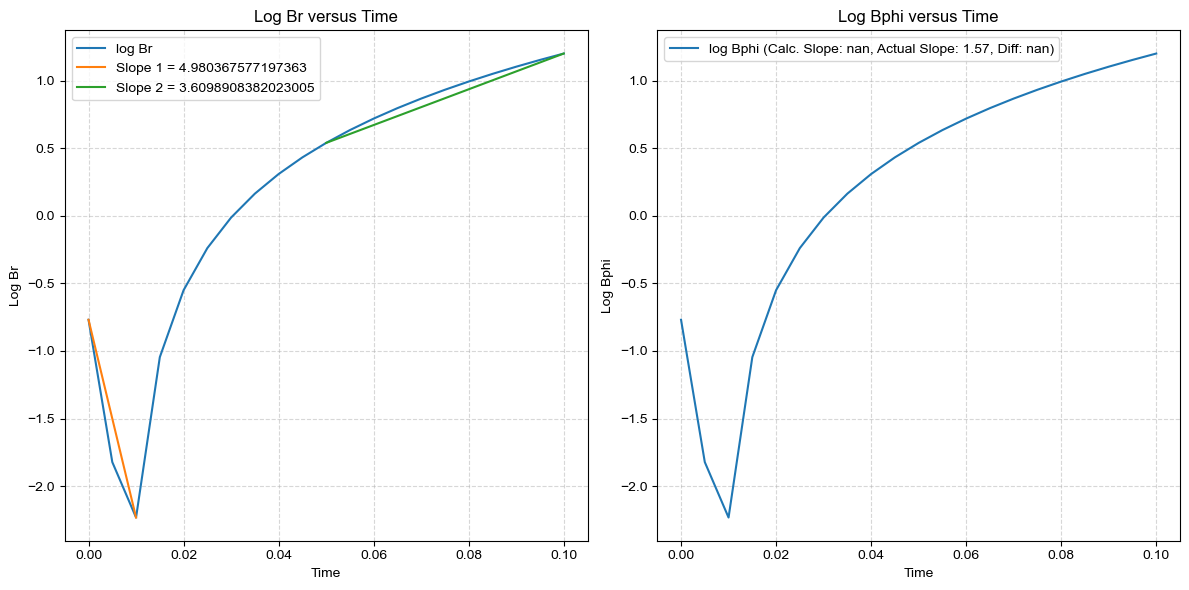 Log Br versus Time
log Br
Slope 1 = 4.980367577197363
Slope 2 = 3.6098908382023005
1.0
0.5
0.0
−0.5
−1.0
−1.5
−2.0
Log Br
0.00 0.02 0.04 0.06 0.08 0.10
Time
Log Bphi versus Time
log Bphi (Calc. Slope: nan, Actual Slope: 1.57, Diff: nan)
1.0
0.5
0.0
−0.5
−1.0
−1.5
−2.0
Log Bphi
0.00 0.02 0.04 0.06 0.08 0.10
Time